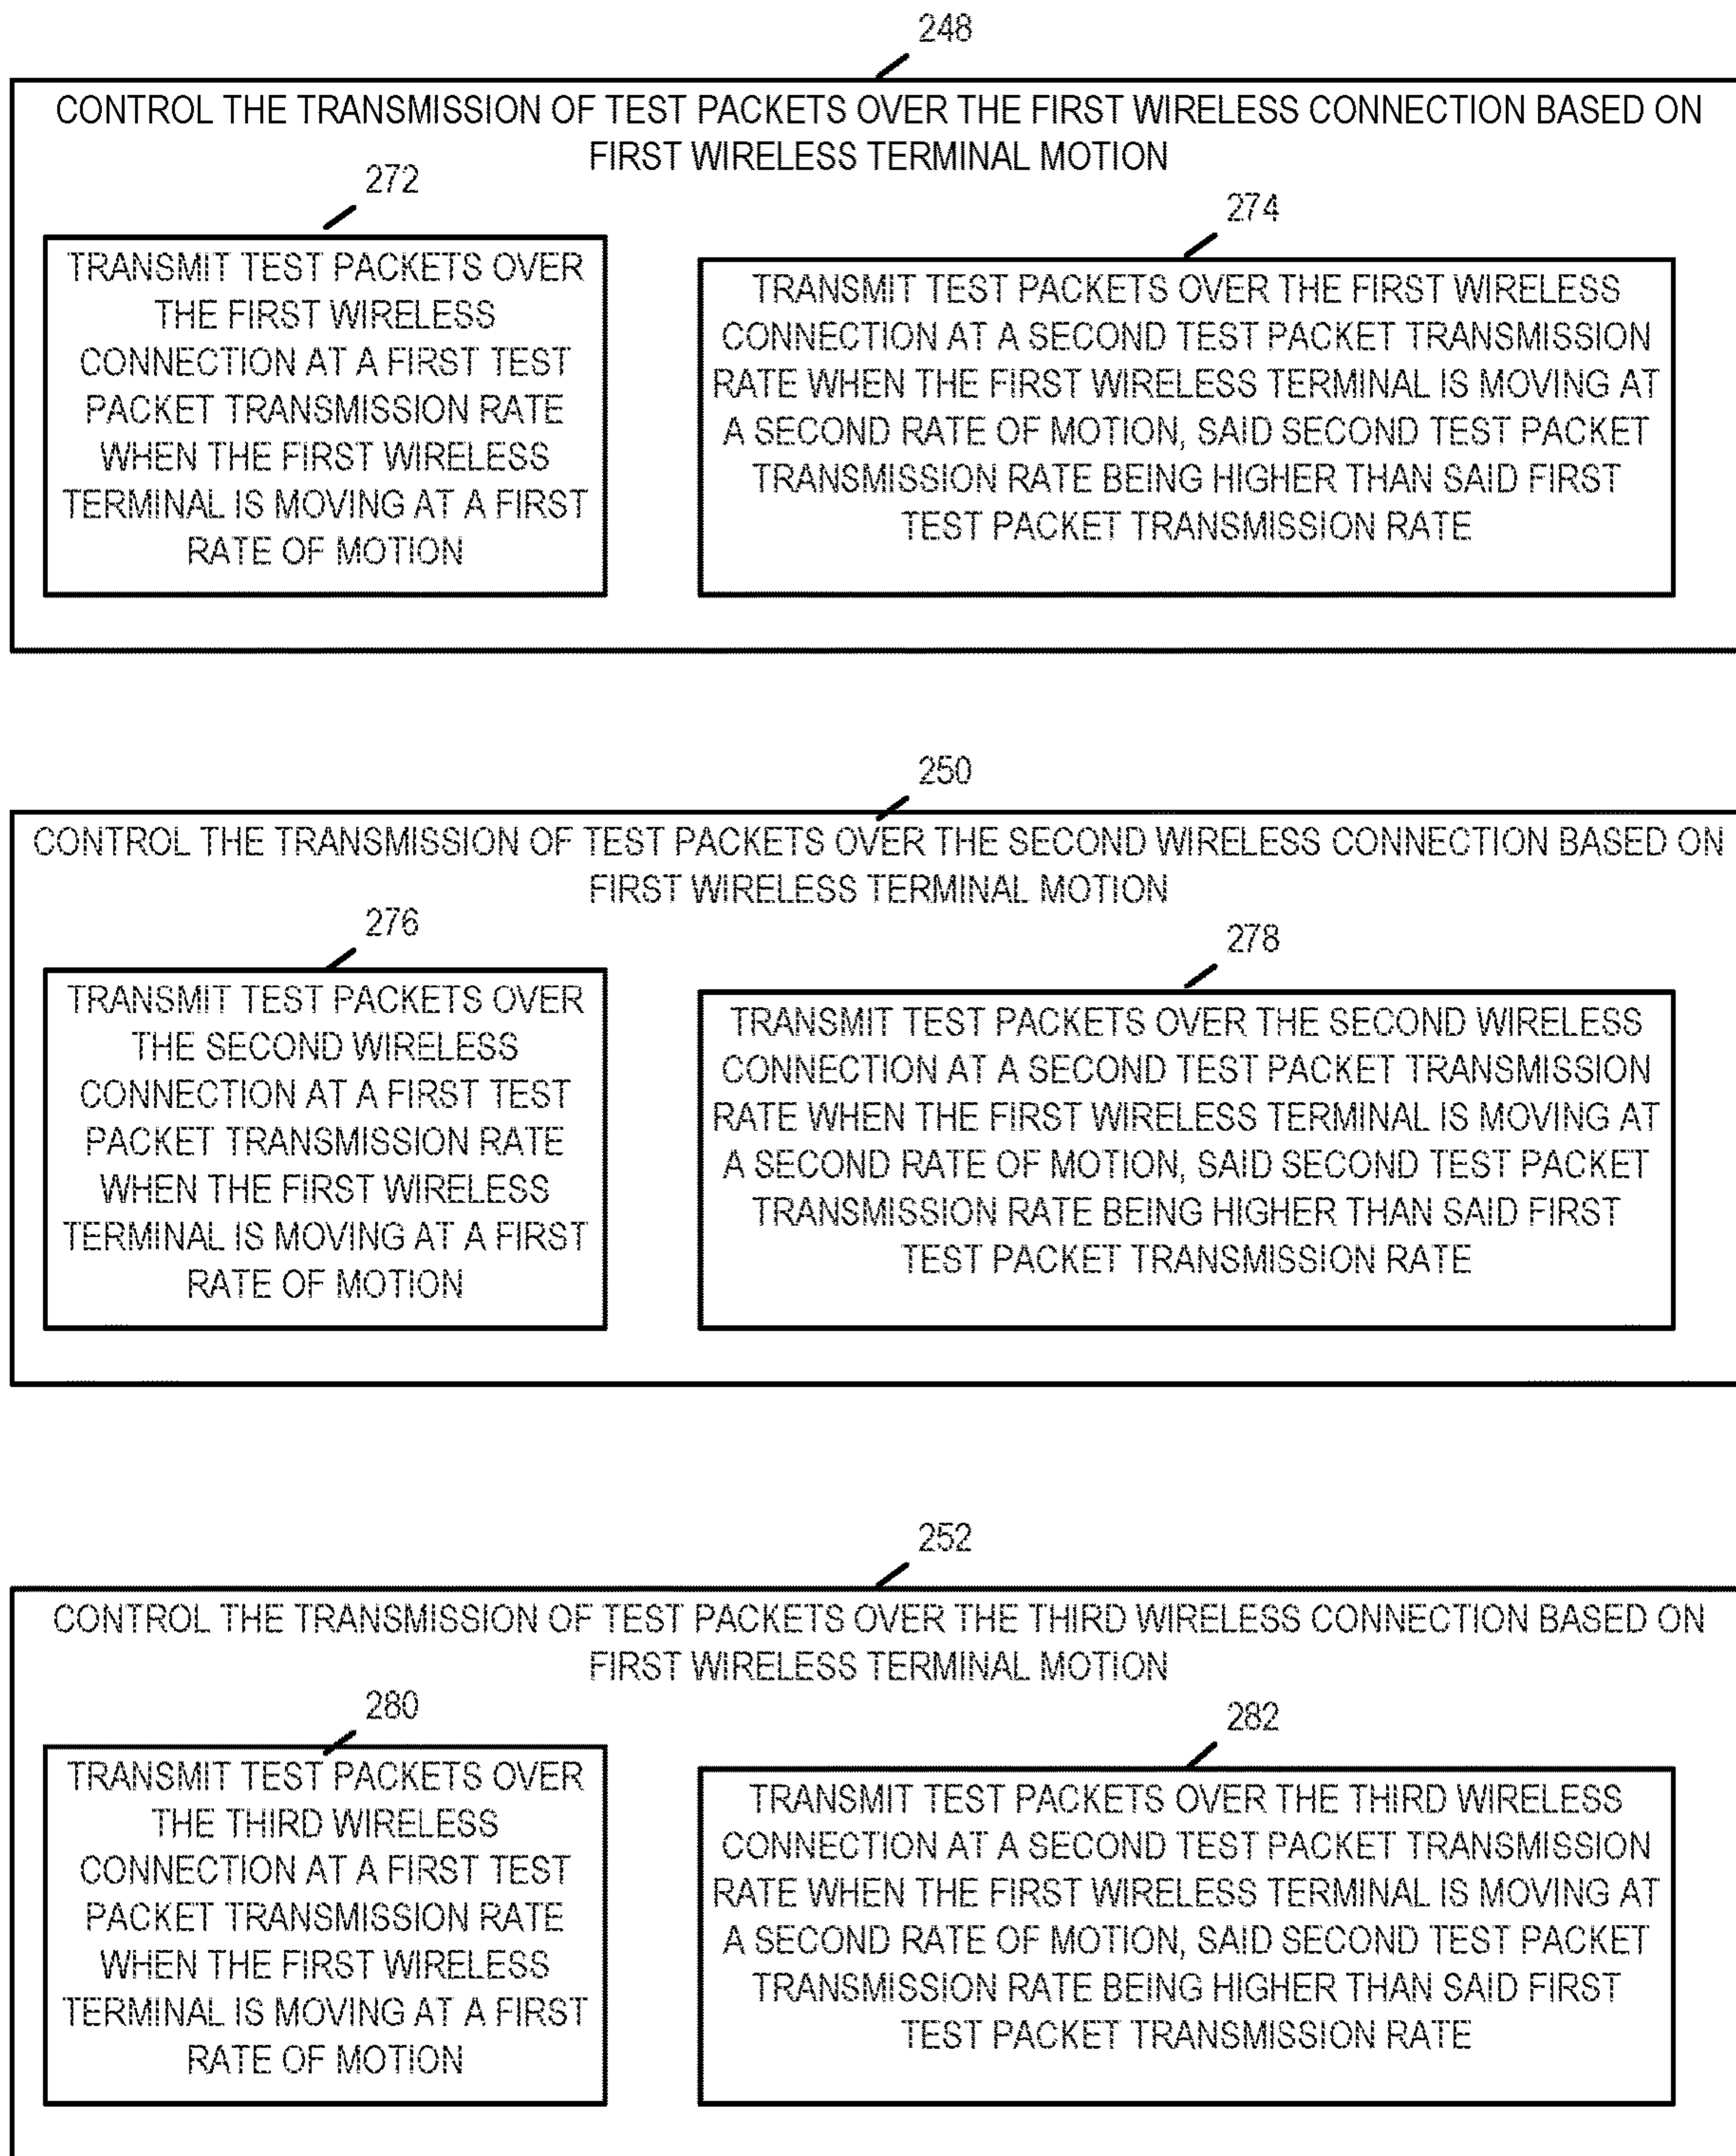 248
CONTROL THE TRANSMISSION OF TEST PACKETS OVER THE FIRST WIRELESS CONNECTION BASED ON
FIRST WIRELESS TERMINAL MOTION
272
TRANSMIT TEST PACKETS OVER
THE FIRST WIRELESS
CONNECTION AT A FIRST TEST
PACKET TRANSMISSION RATE
WHEN THE FIRST WIRELESS
TERMINAL IS MOVING AT A FIRST
RATE OF MOTION
274
TRANSMIT TEST PACKETS OVER THE FIRST WIRELESS
CONNECTION AT A SECOND TEST PACKET TRANSMISSION
RATE WHEN THE FIRST WIRELESS TERMINAL IS MOVING AT
A SECOND RATE OF MOTION, SAID SECOND TEST PACKET
TRANSMISSION RATE BEING HIGHER THAN SAID FIRST
TEST PACKET TRANSMISSION RATE
250
CONTROL THE TRANSMISSION OF TEST PACKETS OVER THE SECOND WIRELESS CONNECTION BASED ON
FIRST WIRELESS TERMINAL MOTION
276
TRANSMIT TEST PACKETS OVER
THE SECOND WIRELESS
CONNECTION AT A FIRST TEST
PACKET TRANSMISSION RATE
WHEN THE FIRST WIRELESS
TERMINAL IS MOVING AT A FIRST
RATE OF MOTION
278
TRANSMIT TEST PACKETS OVER THE SECOND WIRELESS
CONNECTION AT A SECOND TEST PACKET TRANSMISSION
RATE WHEN THE FIRST WIRELESS TERMINAL IS MOVING AT
A SECOND RATE OF MOTION, SAID SECOND TEST PACKET
TRANSMISSION RATE BEING HIGHER THAN SAID FIRST
TEST PACKET TRANSMISSION RATE
252
CONTROL THE TRANSMISSION OF TEST PACKETS OVER THE THIRD WIRELESS CONNECTION BASED ON
FIRST WIRELESS TERMINAL MOTION
280
TRANSMIT TEST PACKETS OVER
THE THIRD WIRELESS
CONNECTION AT A FIRST TEST
PACKET TRANSMISSION RATE
WHEN THE FIRST WIRELESS
TERMINAL IS MOVING AT A FIRST
RATE OF MOTION
282
TRANSMIT TEST PACKETS OVER THE THIRD WIRELESS
CONNECTION AT A SECOND TEST PACKET TRANSMISSION
RATE WHEN THE FIRST WIRELESS TERMINAL IS MOVING AT
A SECOND RATE OF MOTION, SAID SECOND TEST PACKET
TRANSMISSION RATE BEING HIGHER THAN SAID FIRST
TEST PACKET TRANSMISSION RATE